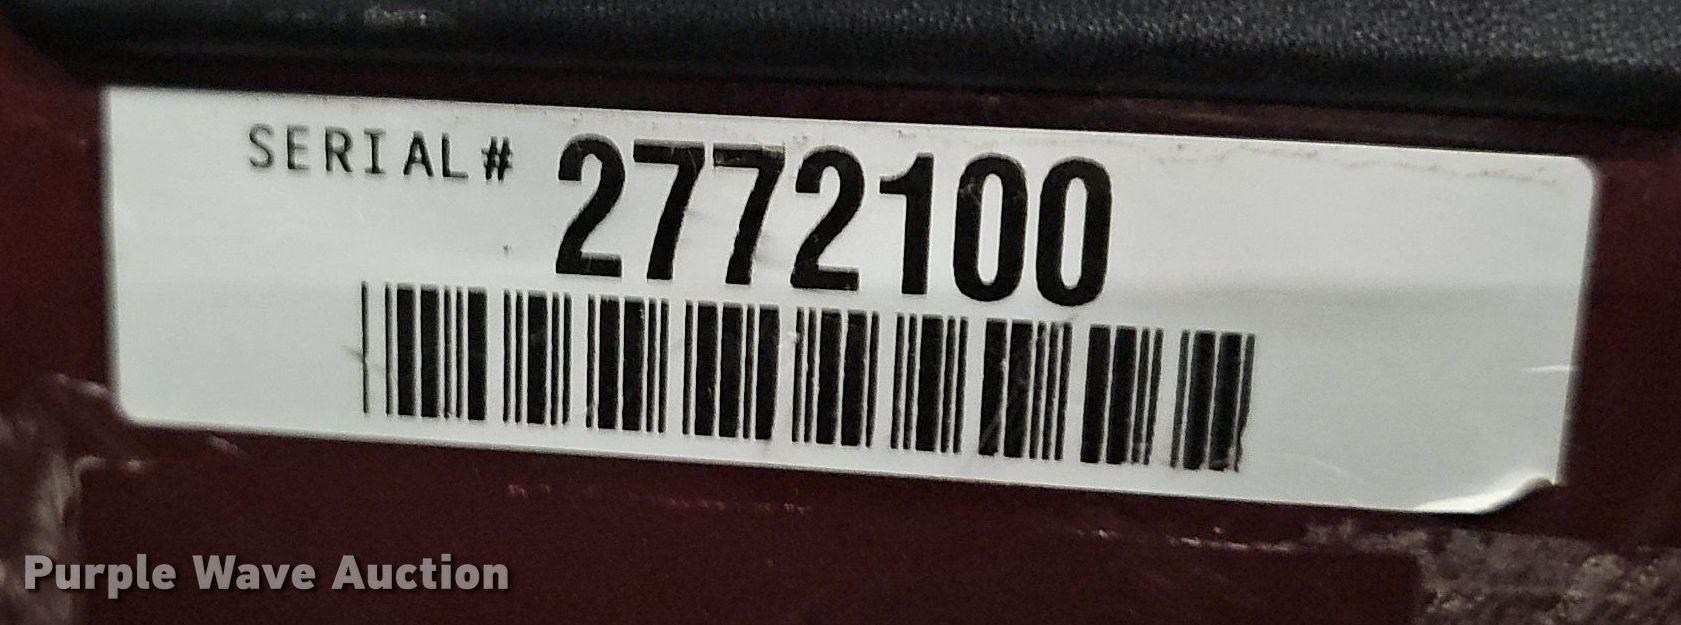 SERIAL# 2772100
Purple Wave Auction